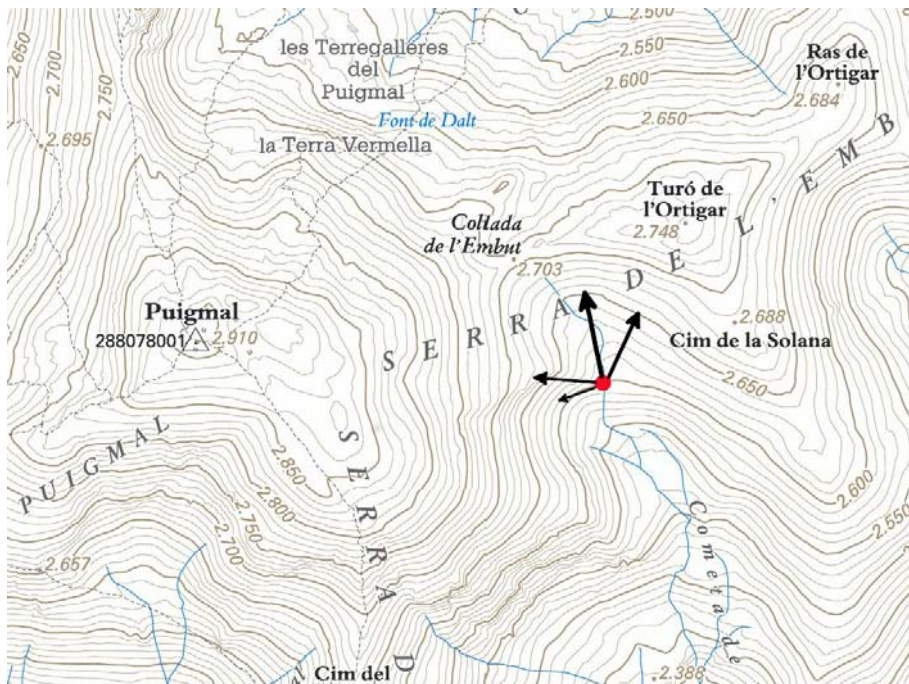 2.500
2.550
2.600
2.650
2.700
2.750
2.695
les Terregalleres
del
Puigmal
Font de Dalt
la Terra Vermella
2.650
Ras de
l'Ortigar
2.684
Turó de
l'Ortigar
2.748
Collada
de l'Embut
2.703
SERRA DE L'EMB
Puigmal
288078001
2.910
2.688
Cim de la Solana
2.650
PUIGMAL
SERRA D
2.850
2.800
2.750
2.700
2.657
2.600
2.550
Cometa de
2.388
Cim del